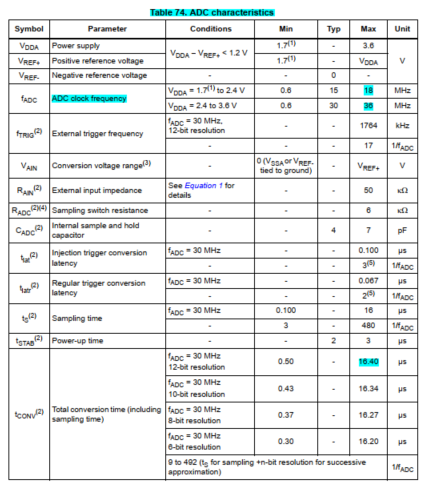 Table 74. ADC characteristics
Symbol Parameter Conditions Min Typ Max Unit
VDDA Power supply VDDA − VREF+ < 1.2 V 1.7(1) - 3.6 V
VREF+ Positive reference voltage 1.7(1) - VDDA
VREF- Negative reference voltage - - 0 -
fADC ADC clock frequency VDDA = 1.7(1) to 2.4 V 0.6 15 18 MHz
VDDA = 2.4 to 3.6 V 0.6 30 36 MHz
fTRIG(2) External trigger frequency fADC = 30 MHz,
12-bit resolution - - 1764 kHz
- - - 17 1/fADC
VAIN Conversion voltage range(3) - 0 (VSSA or VREF-
tied to ground) - VREF+ V
RAIN(2) External input impedance See Equation 1 for
details - - 50 κΩ
RADC(2)(4) Sampling switch resistance - - - 6 κΩ
CADC(2) Internal sample and hold
capacitor - - 4 7 pF
tlat(2) Injection trigger conversion
latency fADC = 30 MHz - - 0.100 µs
- - - 3(5) 1/fADC
tlatr(2) Regular trigger conversion
latency fADC = 30 MHz - - 0.067 µs
- - - 2(5) 1/fADC
tS(2) Sampling time fADC = 30 MHz 0.100 - 16 µs
- 3 - 480 1/fADC
tSTAB(2) Power-up time - - 2 3 µs
tCONV(2) Total conversion time (including
sampling time) fADC = 30 MHz
12-bit resolution 0.50 - 16.40 µs
fADC = 30 MHz
10-bit resolution 0.43 - 16.34 µs
fADC = 30 MHz
8-bit resolution 0.37 - 16.27 µs
fADC = 30 MHz
6-bit resolution 0.30 - 16.20 µs
9 to 492 (tS for sampling +n-bit resolution for successive
approximation) 1/fADC